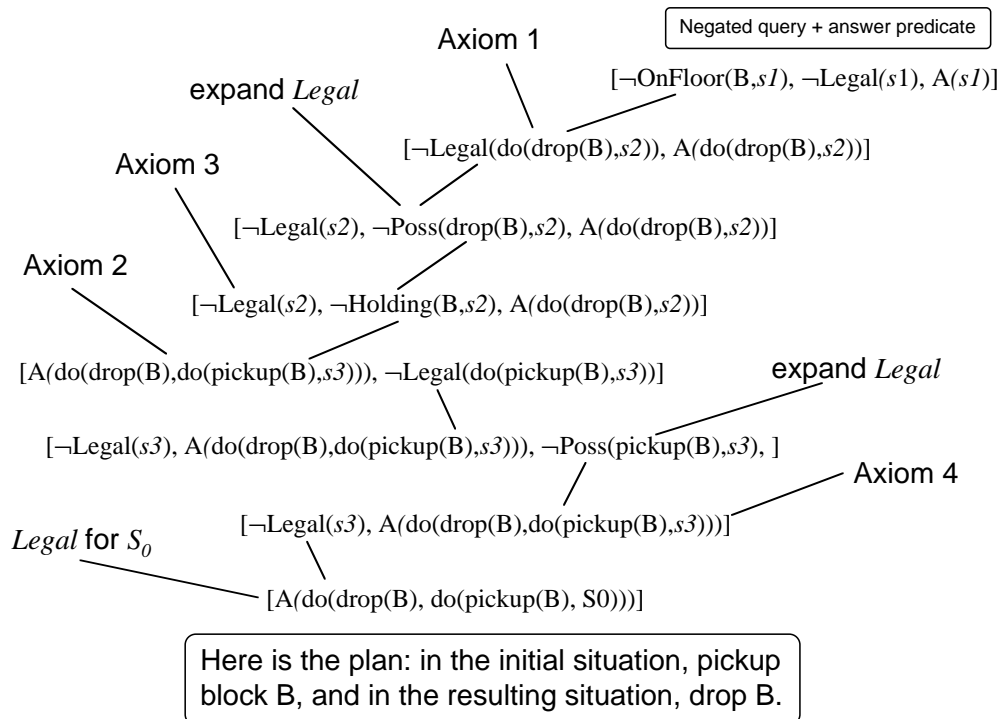 Negated query + answer predicate
Axiom 1
[¬OnFloor(B,s1), ¬Legal(s1), A(s1)]
expand Legal
[¬Legal(do(drop(B),s2)), A(do(drop(B),s2))]
Axiom 3
[¬Legal(s2), ¬Poss(drop(B),s2), A(do(drop(B),s2))]
Axiom 2
[¬Legal(s2), ¬Holding(B,s2), A(do(drop(B),s2))]
[A(do(drop(B),do(pickup(B),s3))), ¬Legal(do(pickup(B),s3))]
expand Legal
[¬Legal(s3), A(do(drop(B),do(pickup(B),s3))), ¬Poss(pickup(B),s3), ]
Axiom 4
[¬Legal(s3), A(do(drop(B),do(pickup(B),s3)))]
Legal for S0
[A(do(drop(B), do(pickup(B), S0)))]
Here is the plan: in the initial situation, pickup
block B, and in the resulting situation, drop B.